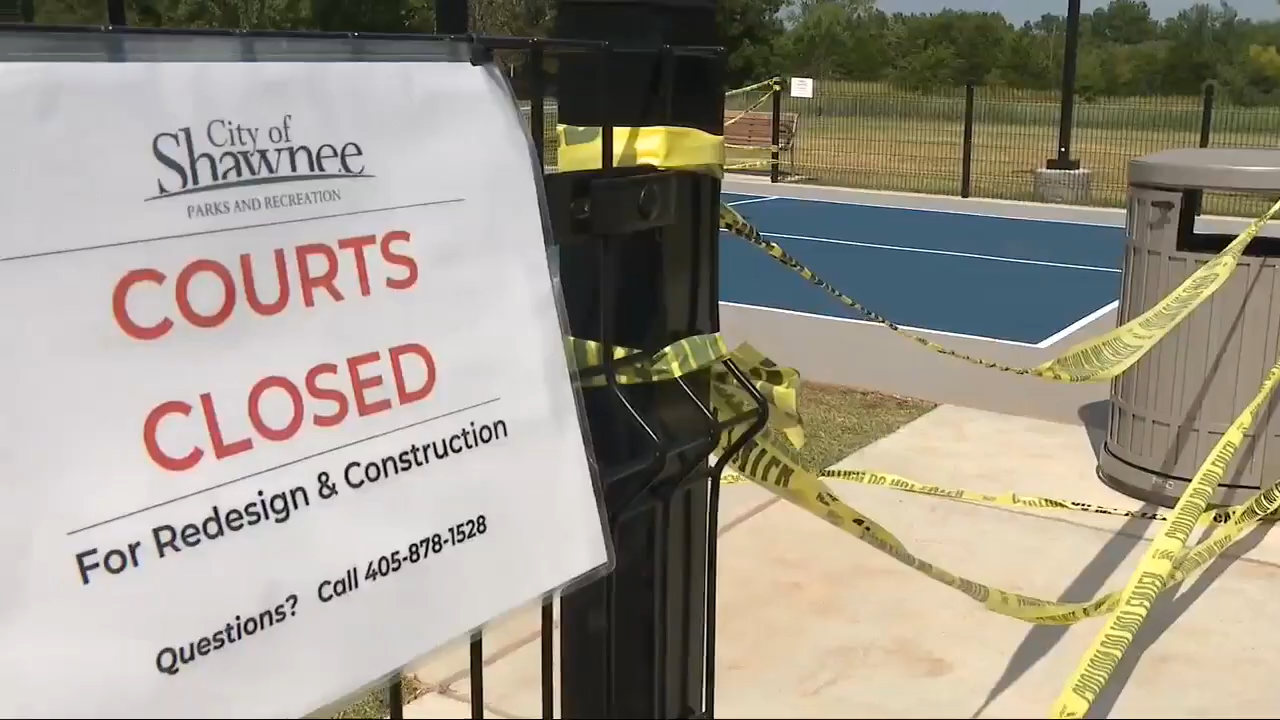 City of
Shawnee
PARKS AND RECREATION
COURTS
CLOSED
For Redesign & Construction
Questions? Call 405-878-1528